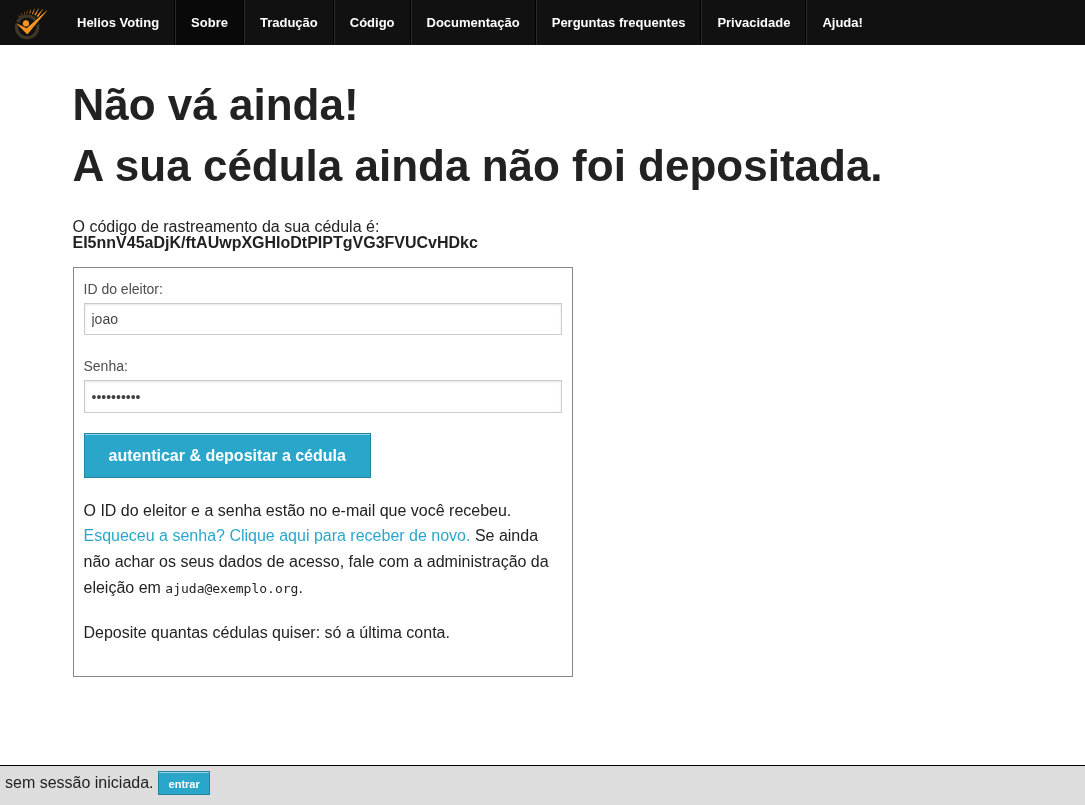 Helios Voting Sobre Tradução Código Documentação Perguntas frequentes Privacidade Ajuda!
Não vá ainda!
A sua cédula ainda não foi depositada.
O código de rastreamento da sua cédula é:
EI5nnV45aDjK/ftAUwpXGHIoDtPIPTgVG3FVUCvHDkc
ID do eleitor:
joao
Senha:
••••••••••
autenticar & depositar a cédula
O ID do eleitor e a senha estão no e-mail que você recebeu.
Esqueceu a senha? Clique aqui para receber de novo. Se ainda
não achar os seus dados de acesso, fale com a administração da
eleição em ajuda@exemplo.org.
Deposite quantas cédulas quiser: só a última conta.
sem sessão iniciada. entrar